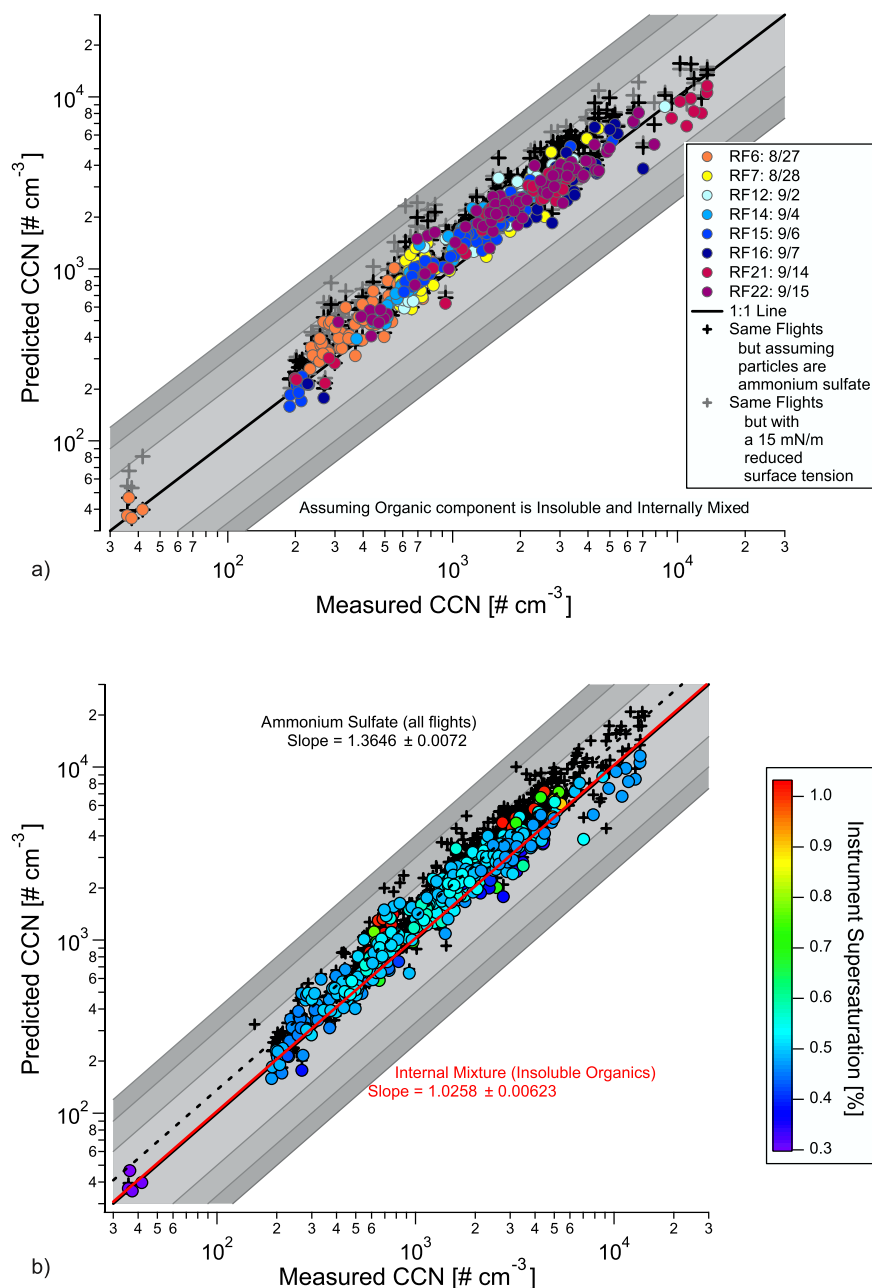 2
10⁴
8
6
4
2
10³
8
6
4
2
10²
8
6
4
Predicted CCN [# cm⁻³]
RF6: 8/27
RF7: 8/28
RF12: 9/2
RF14: 9/4
RF15: 9/6
RF16: 9/7
RF21: 9/14
RF22: 9/15
1:1 Line
Same Flights
but assuming
particles are
ammonium sulfate
Same Flights
but with
a 15 mN/m
reduced
surface tension
Assuming Organic component is Insoluble and Internally Mixed
3 4 5 6 7 2 3 4 5 6 7 2 3 4 5 6 7 2 3
10² 10³ 10⁴
a)
Measured CCN [# cm⁻³]
2
10⁴
8
6
4
2
10³
8
6
4
2
10²
8
6
4
Predicted CCN [# cm⁻³]
Ammonium Sulfate (all flights)
Slope = 1.3646 ± 0.0072
Internal Mixture (Insoluble Organics)
Slope = 1.0258 ± 0.00623
1.0
0.9
0.8
0.7
0.6
0.5
0.4
0.3
Instrument Supersaturation [%]
3 4 5 6 2 3 4 5 6 2 3 4 5 6 2 3
10² 10³ 10⁴
b)
Measured CCN [# cm⁻³]